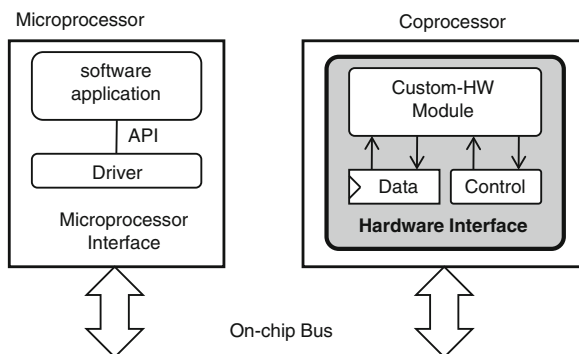 Microprocessor
software
application
API
Driver
Microprocessor
Interface
Coprocessor
Custom-HW
Module
Data
Control
Hardware Interface
On-chip Bus